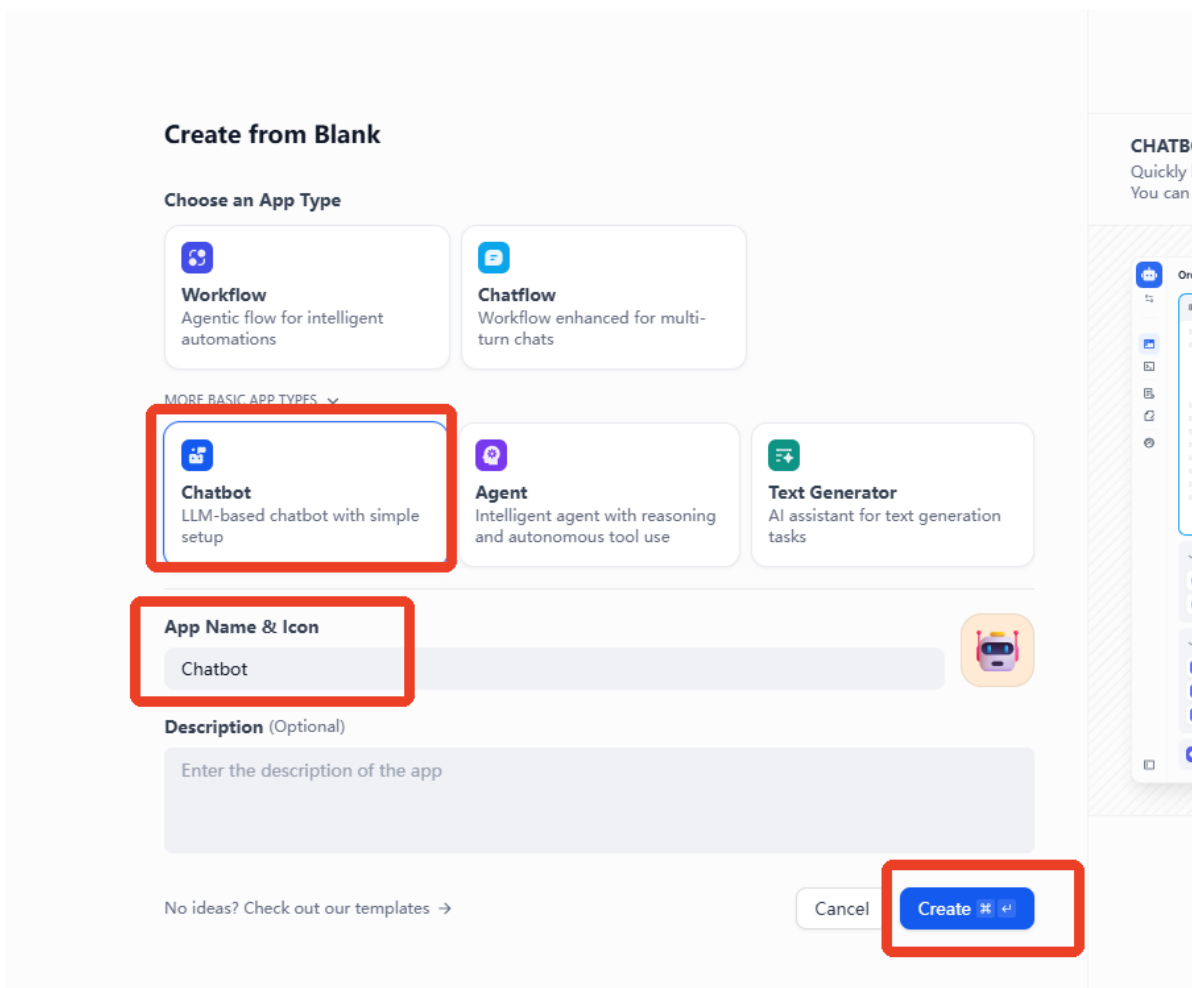 Create from Blank
Choose an App Type
Workflow
Agentic flow for intelligent
automations
Chatflow
Workflow enhanced for multi-
turn chats
MORE BASIC APP TYPES
Chatbot
LLM-based chatbot with simple
setup
Agent
Intelligent agent with reasoning
and autonomous tool use
Text Generator
AI assistant for text generation
tasks
App Name & Icon
Chatbot
Description (Optional)
Enter the description of the app
No ideas? Check out our templates →
Cancel
Create ⌘ ↵
Quickly
You can